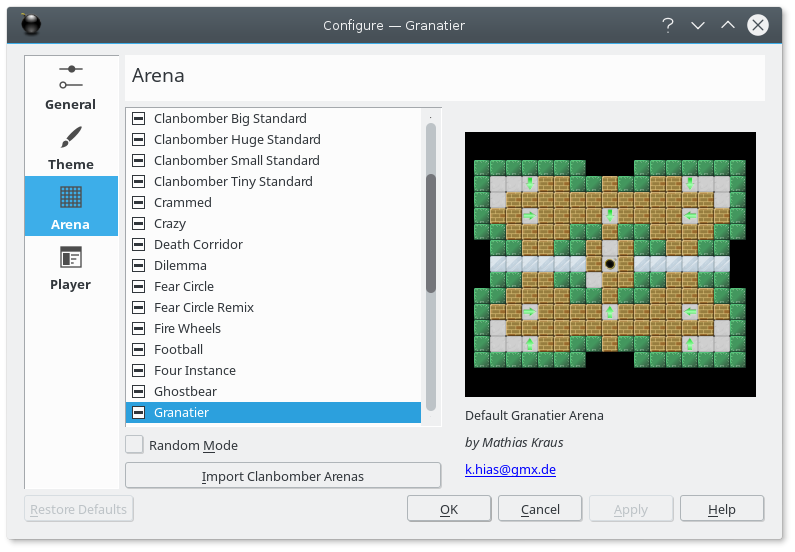 Configure — Granatier
General
Theme
Arena
Player
Arena
Clanbomber Big Standard
Clanbomber Huge Standard
Clanbomber Small Standard
Clanbomber Tiny Standard
Crammed
Crazy
Death Corridor
Dilemma
Fear Circle
Fear Circle Remix
Fire Wheels
Football
Four Instance
Ghostbear
Granatier
Random Mode
Import Clanbomber Arenas
Default Granatier Arena
by Mathias Kraus
k.hias@gmx.de
Restore Defaults
OK
Cancel
Apply
Help